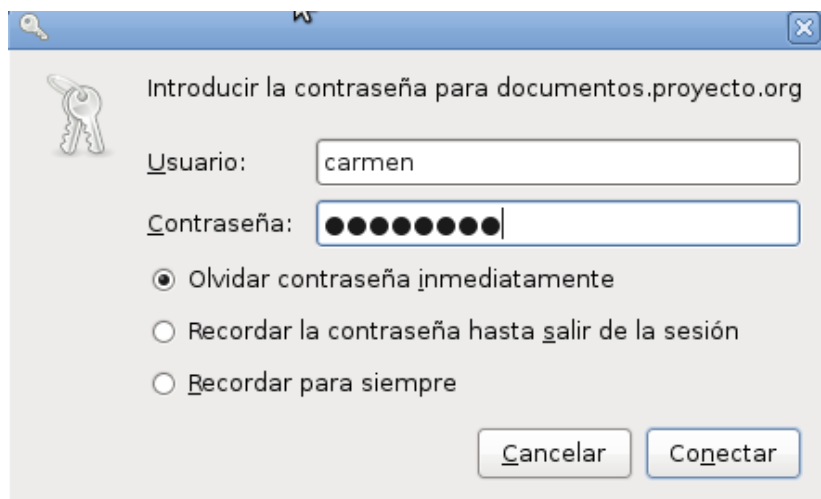 Introducir la contraseña para documentos.proyecto.org
Usuario: carmen
Contraseña: ●●●●●●●●
Olvidar contraseña inmediatamente
Recordar la contraseña hasta salir de la sesión
Recordar para siempre
Cancelar Conectar